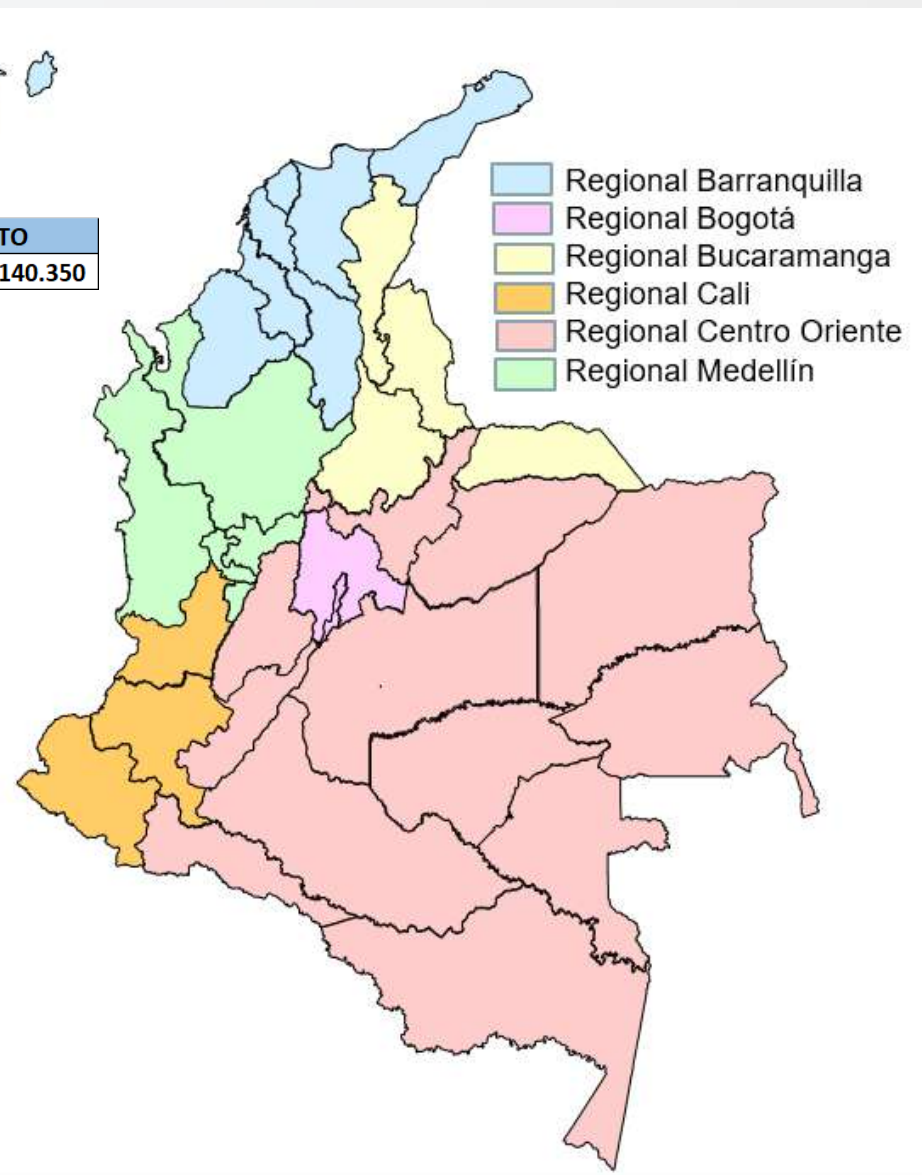 Regional Barranquilla
Regional Bogotá
TO
Regional Bucaramanga
140.350
Regional Cali
Regional Centro Oriente
Regional Medellín